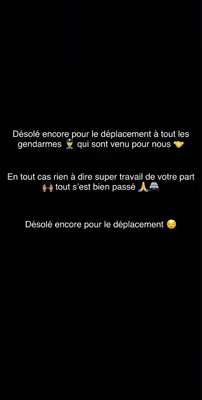 Désolé encore pour le déplacement à tout les
gendarmes 👮 qui sont venu pour nous 🤝
En tout cas rien à dire super travail de votre part
🙌🏽 tout s'est bien passé 🙏🚔
Désolé encore pour le déplacement ☺️